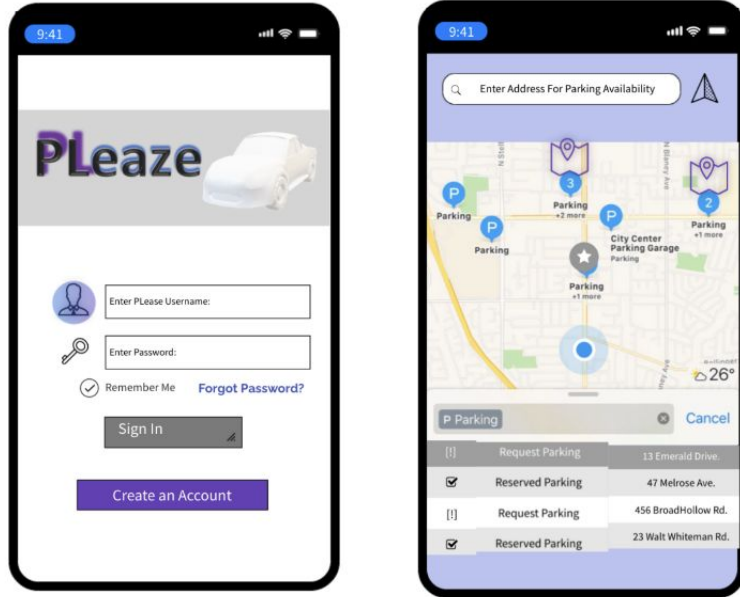 9:41
PLeaze
Enter PLease Username:
Enter Password:
Remember Me
Forgot Password?
Sign In
Create an Account
9:41
Enter Address For Parking Availability
N Stell
N Blaney Ave
3
Parking
+2 more
2
Parking
+1 more
P
Parking
P
Parking
P
City Center
Parking Garage
Parking
Parking
+1 more
26°
P Parking
Cancel
[!] Request Parking 13 Emerald Drive.
Reserved Parking 47 Melrose Ave.
[!] Request Parking 456 BroadHollow Rd.
Reserved Parking 23 Walt Whiteman Rd.